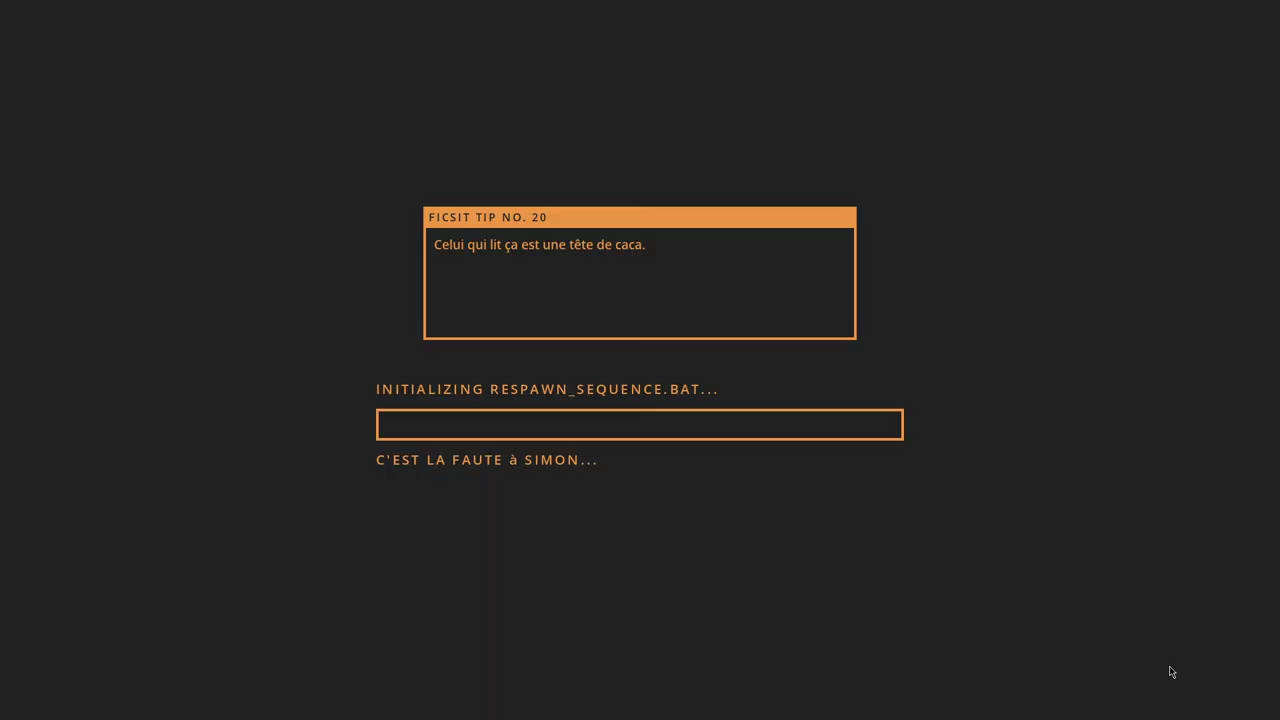 FICSIT TIP NO. 20
Celui qui lit ça est une tête de caca.
INITIALIZING RESPAWN_SEQUENCE.BAT...
C'EST LA FAUTE à SIMON...